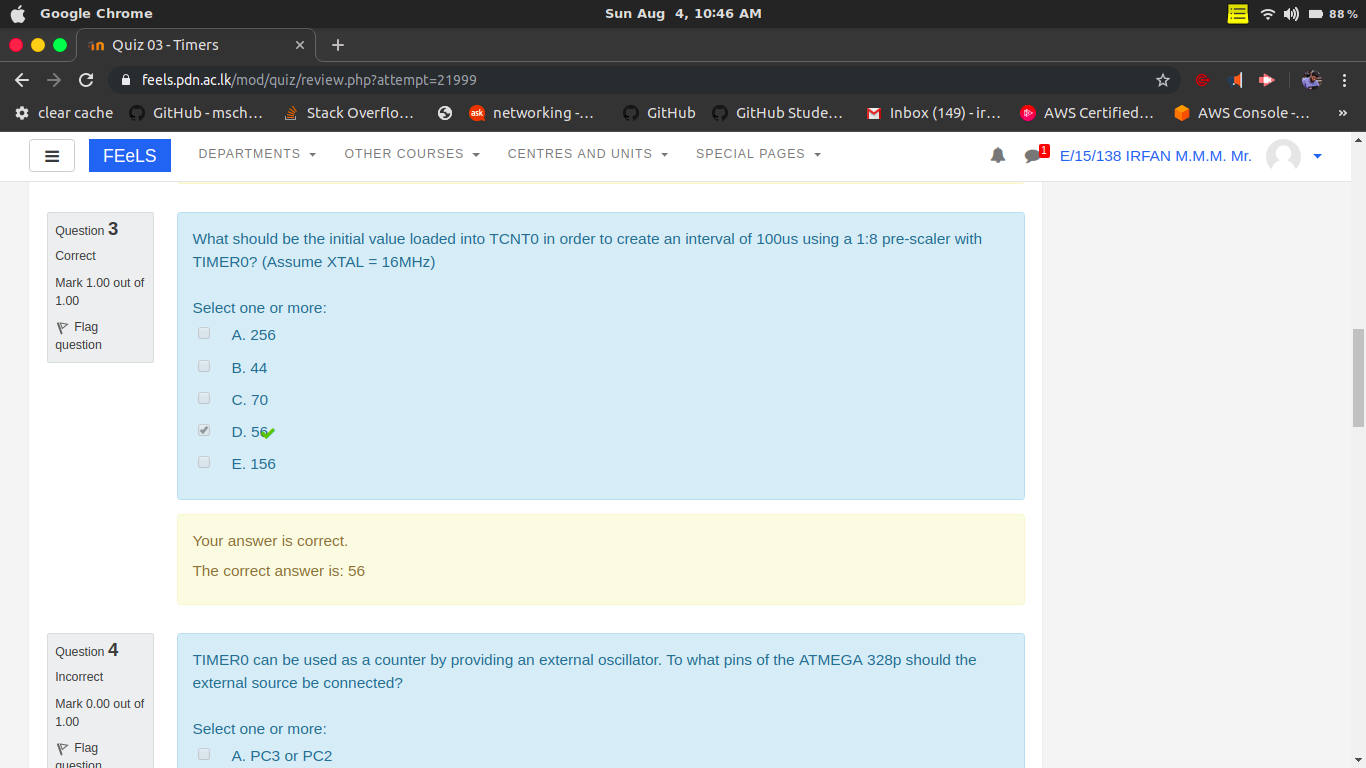 Google Chrome
Sun Aug 4, 10:46 AM
88 %
Quiz 03 - Timers
feels.pdn.ac.lk/mod/quiz/review.php?attempt=21999
clear cache
GitHub - msch…
Stack Overflo…
ask
networking -…
GitHub
GitHub Stude…
Inbox (149) - ir…
AWS Certified…
AWS Console -…
»
FEeLS
DEPARTMENTS
OTHER COURSES
CENTRES AND UNITS
SPECIAL PAGES
1
E/15/138 IRFAN M.M.M. Mr.
Question 3
Correct
Mark 1.00 out of
1.00
Flag
question
What should be the initial value loaded into TCNT0 in order to create an interval of 100us using a 1:8 pre-scaler with
TIMER0? (Assume XTAL = 16MHz)
Select one or more:
A. 256
B. 44
C. 70
D. 56
E. 156
Your answer is correct.
The correct answer is: 56
Question 4
Incorrect
Mark 0.00 out of
1.00
Flag
question
TIMER0 can be used as a counter by providing an external oscillator. To what pins of the ATMEGA 328p should the
external source be connected?
Select one or more:
A. PC3 or PC2